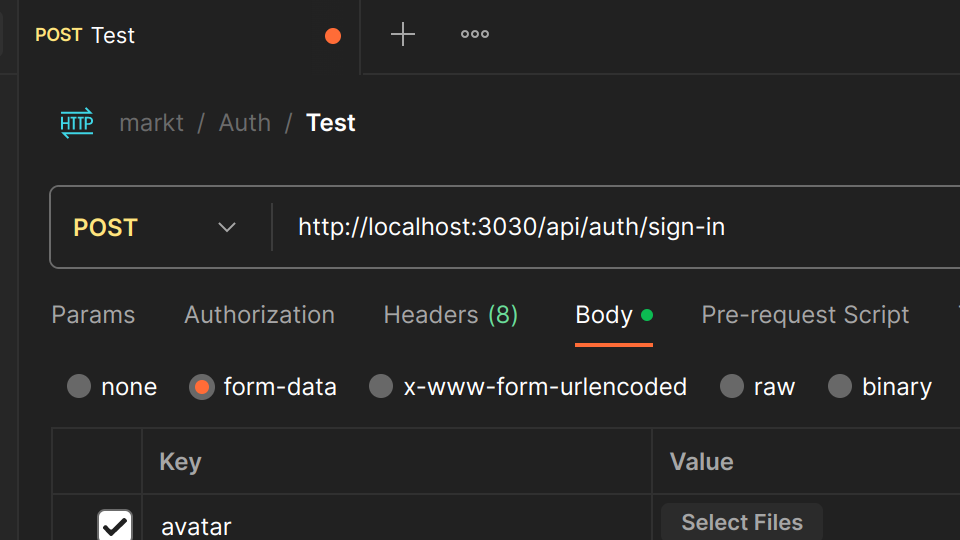 POST Test
HTTP markt / Auth / Test
POST http://localhost:3030/api/auth/sign-in
Params Authorization Headers (8) Body Pre-request Script
none form-data x-www-form-urlencoded raw binary
Key Value
avatar Select Files